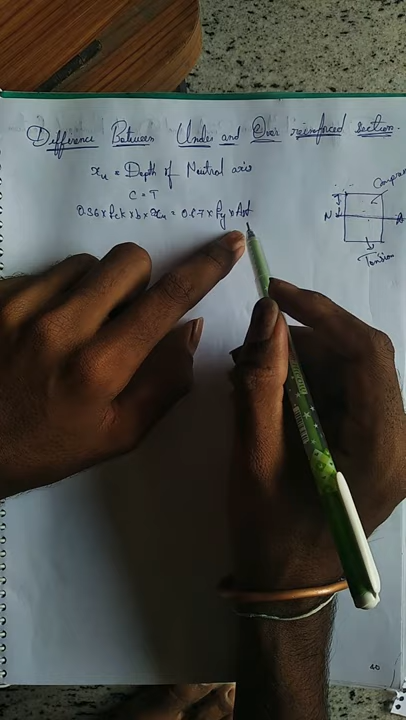 Difference Between Under and Over reinforced section.
xu = Depth of Neutral axis
C = T
0.36 x fck x b x xu = 0.87 x fy x Ast
N
Tension
40